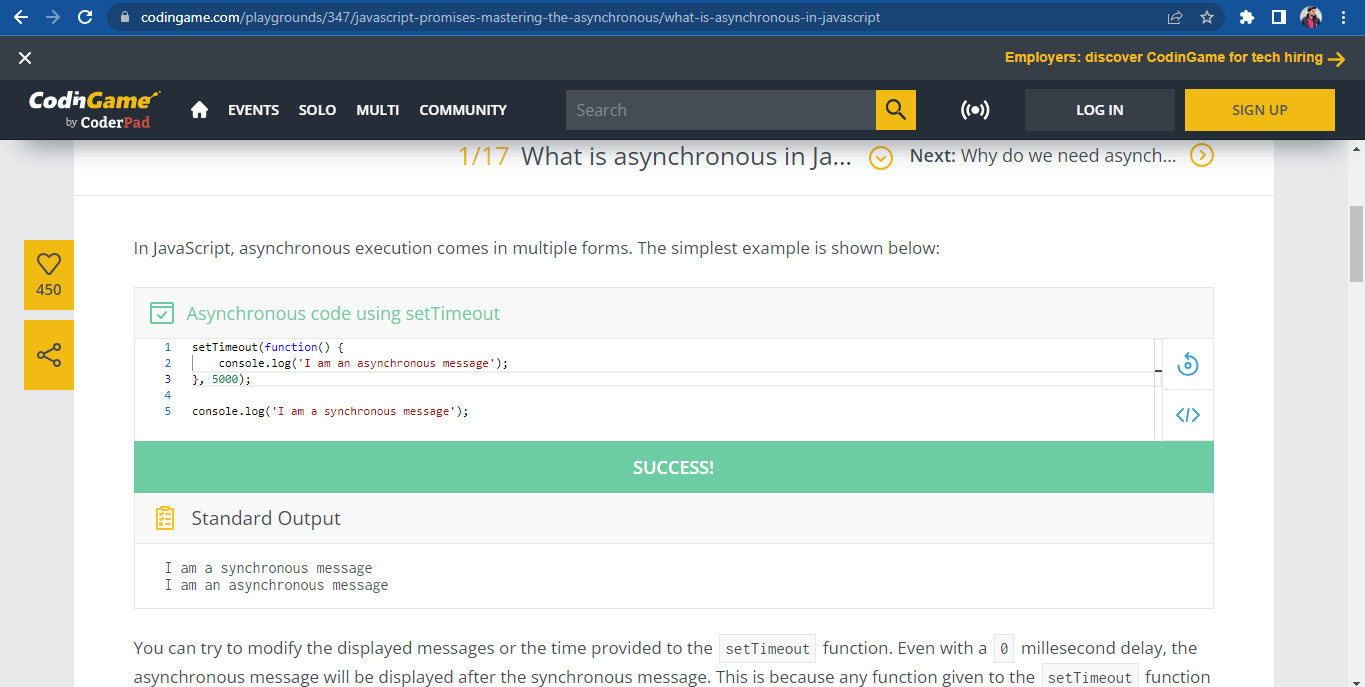 codingame.com/playgrounds/347/javascript-promises-mastering-the-asynchronous/what-is-asynchronous-in-javascript
Employers: discover CodinGame for tech hiring
CodinGame
by CoderPad
EVENTS SOLO MULTI COMMUNITY
Search
LOG IN
SIGN UP
1/17 What is asynchronous in Ja...
Next: Why do we need asynch...
450
In JavaScript, asynchronous execution comes in multiple forms. The simplest example is shown below:
Asynchronous code using setTimeout
1 setTimeout(function() {
2 console.log('I am an asynchronous message');
3 }, 5000);
4
5 console.log('I am a synchronous message');
</>
SUCCESS!
Standard Output
I am a synchronous message
I am an asynchronous message
You can try to modify the displayed messages or the time provided to the setTimeout function. Even with a 0 millesecond delay, the
asynchronous message will be displayed after the synchronous message. This is because any function given to the setTimeout function